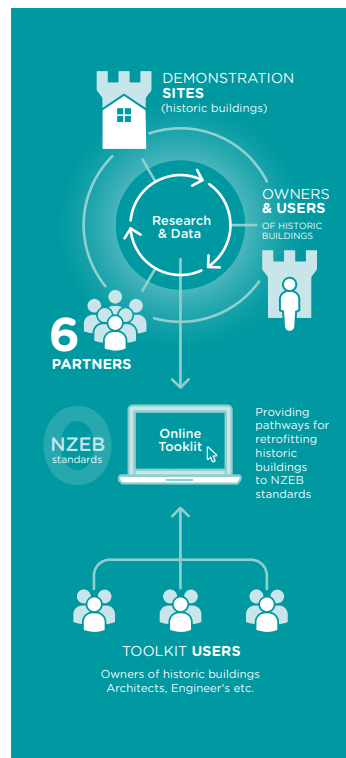 DEMONSTRATION
SITES
(historic buildings)
OWNERS
& USERS
OF HISTORIC
BUILDINGS
Research
& Data
6
PARTNERS
NZEB
standards
Online
Tooklit
Providing
pathways for
retrofitting
historic
buildings
to NZEB
standards
TOOLKIT USERS
Owners of historic buildings
Architects, Engineer's etc.